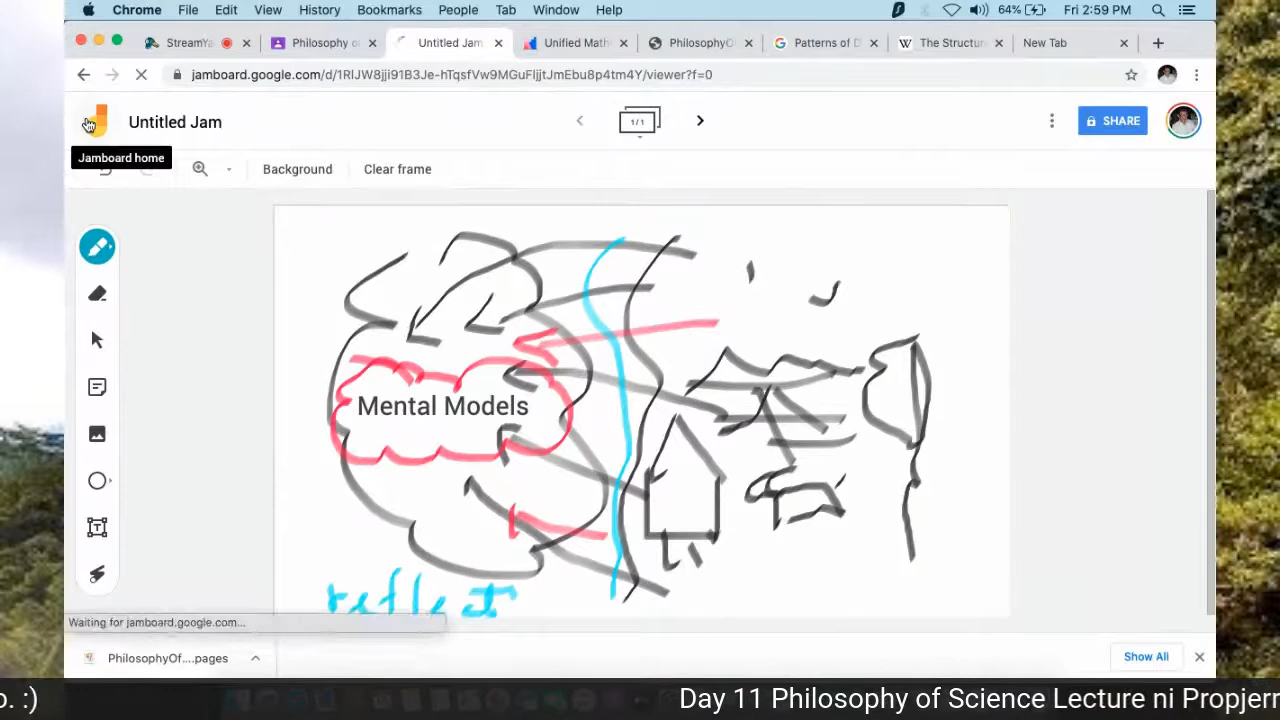 Chrome File Edit View History Bookmarks People Tab Window Help 64% Fri 2:59 PM
StreamYa Philosophy o Untitled Jam Unified Math PhilosophyO Patterns of D The Structur New Tab
jamboard.google.com/d/1RlJW8jji91B3Je-hTqsfVw9MGuFljjtJmEbu8p4tm4Y/viewer?f=0
Untitled Jam 1/1 SHARE
Jamboard home
Background Clear frame
Mental Models
reflect
Waiting for jamboard.google.com...
PhilosophyOf....pages Show All
o. :) Day 11 Philosophy of Science Lecture ni Propjerr